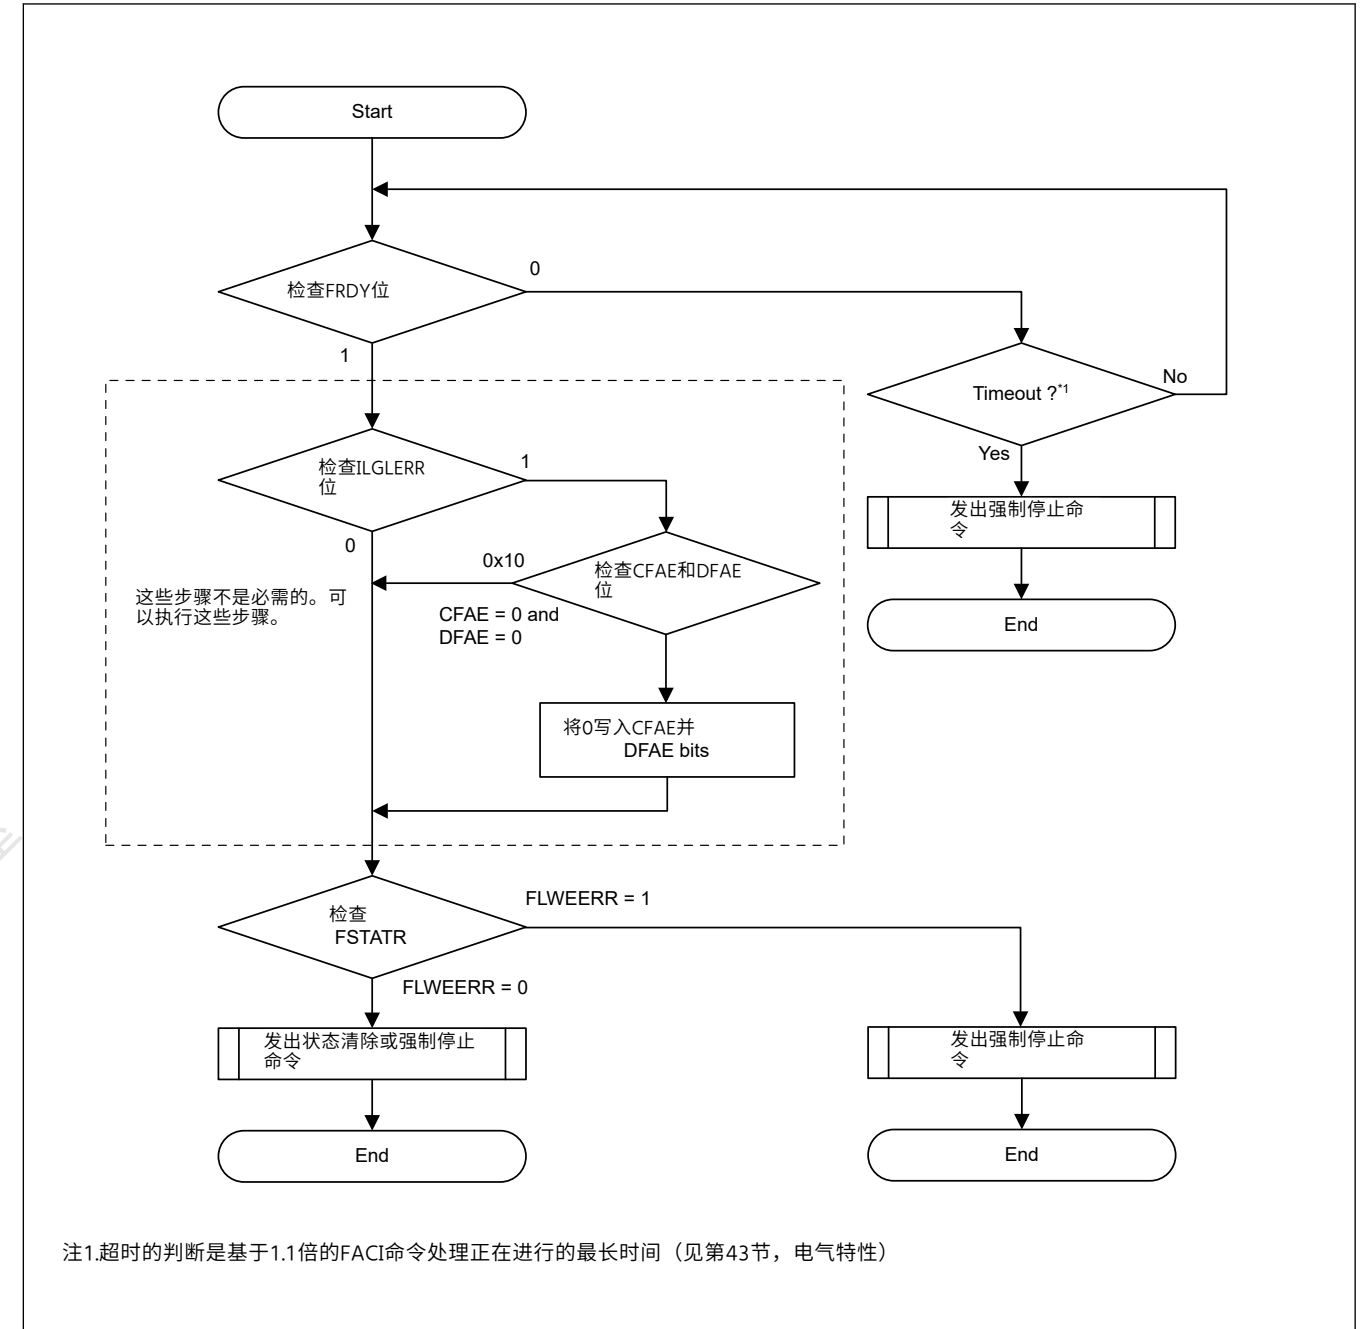 Start
检查FRDY位
0
1
Timeout ?*1
No
Yes
发出强制停止命
令
End
检查ILGLERR
位
1
0
0x10
检查CFAE和DFAE
位
CFAE = 0 and
DFAE = 0
这些步骤不是必需的。可
以执行这些步骤。
将0写入CFAE并
DFAE bits
检查
FSTATR
FLWEERR = 1
FLWEERR = 0
发出状态清除或强制停止
命令
发出强制停止命
令
End
End
注1.超时的判断是基于1.1倍的FACI命令处理正在进行的最长时间（见第43节，电气特性）